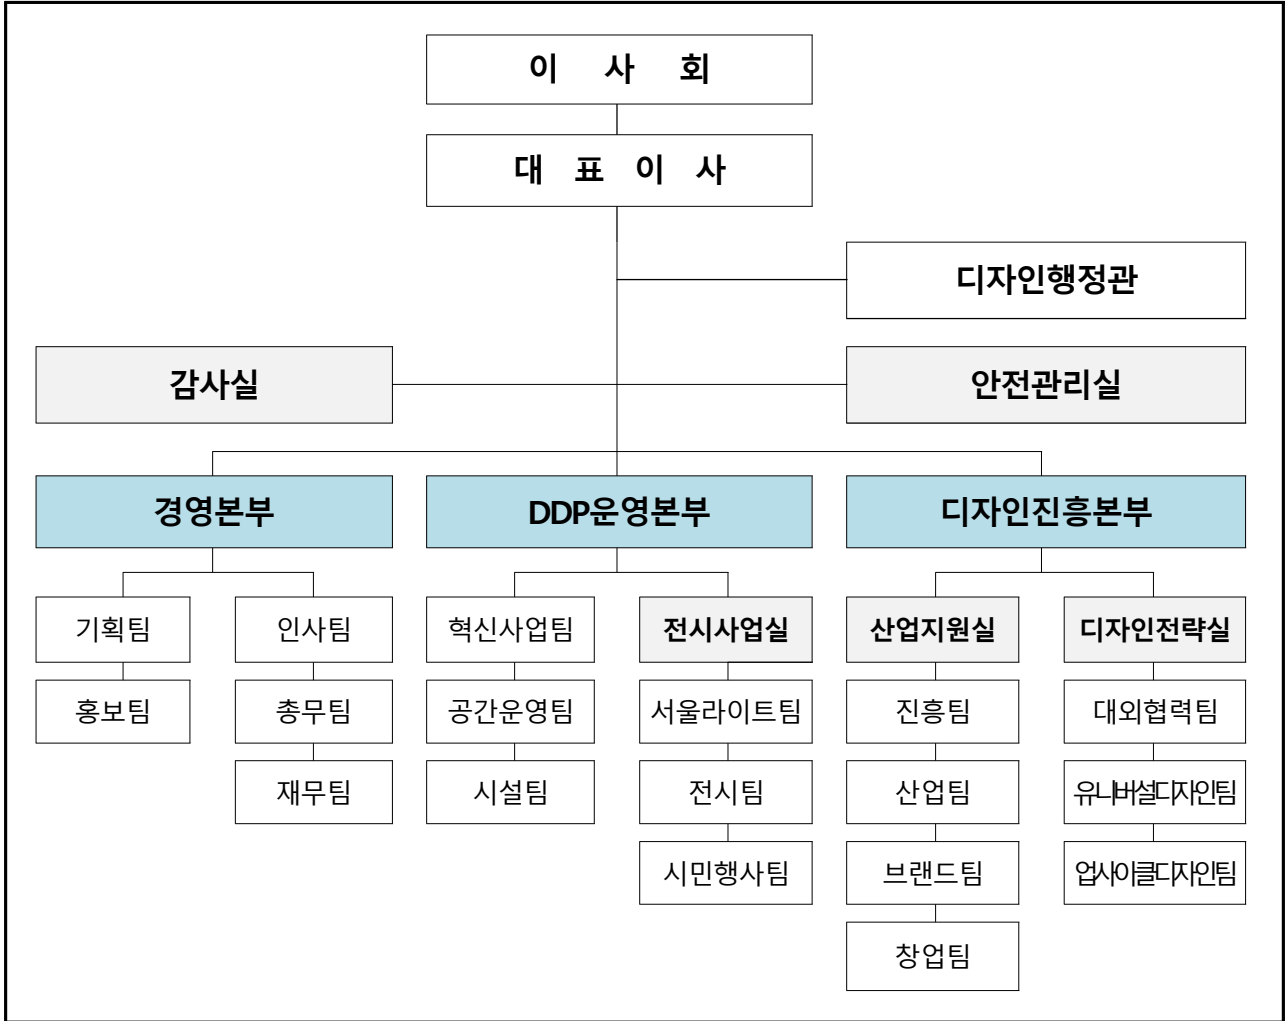 이 사 회
대 표 이 사
디자인행정관
감사실
안전관리실
경영본부
DDP운영본부
디자인진흥본부
기획팀
인사팀
혁신사업팀
전시사업실
산업지원실
디자인전략실
홍보팀
총무팀
공간운영팀
서울라이트팀
진흥팀
대외협력팀
재무팀
시설팀
전시팀
산업팀
유니버설디자인팀
시민행사팀
브랜드팀
업사이클디자인팀
창업팀